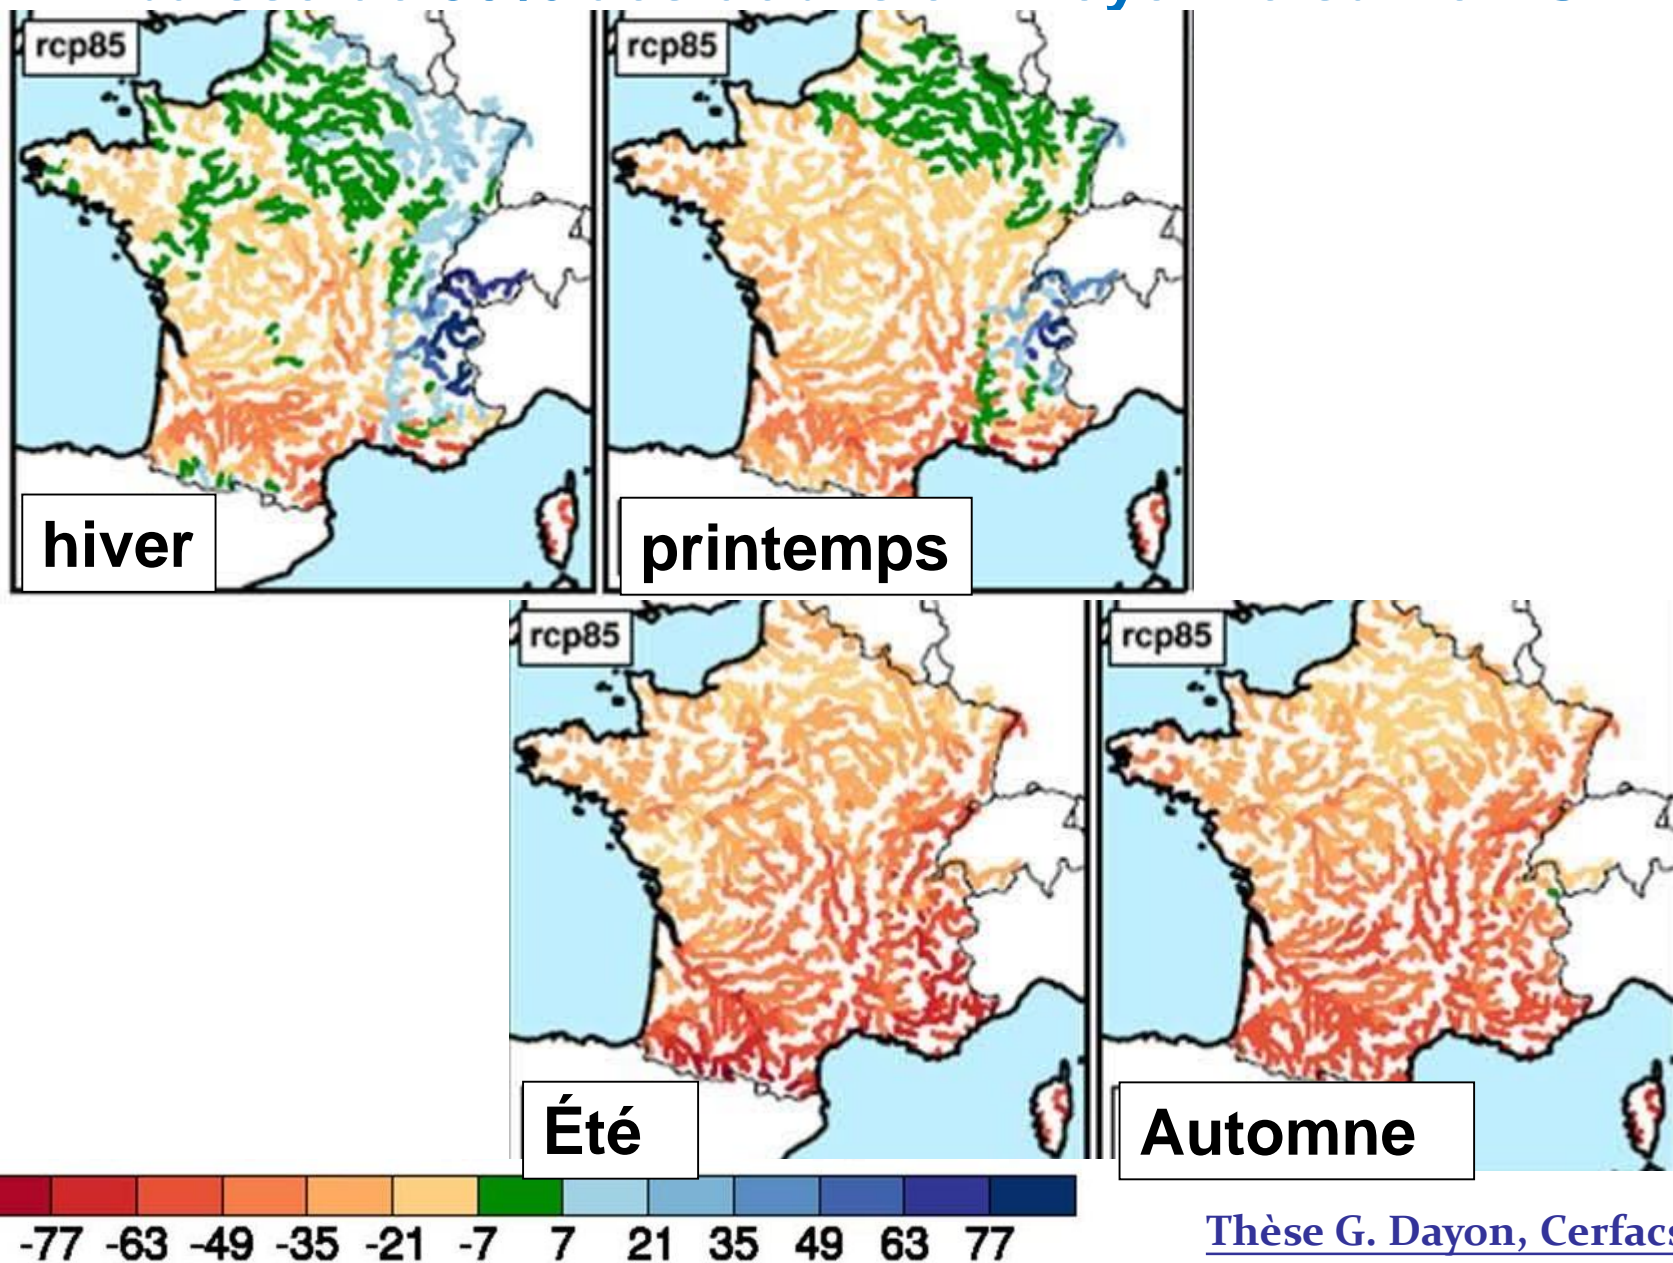 rcp85
rcp85
hiver
printemps
rcp85
rcp85
Été
Automne
-77 -63 -49 -35 -21 -7 7 21 35 49 63 77
Thèse G. Dayon, Cerfacs